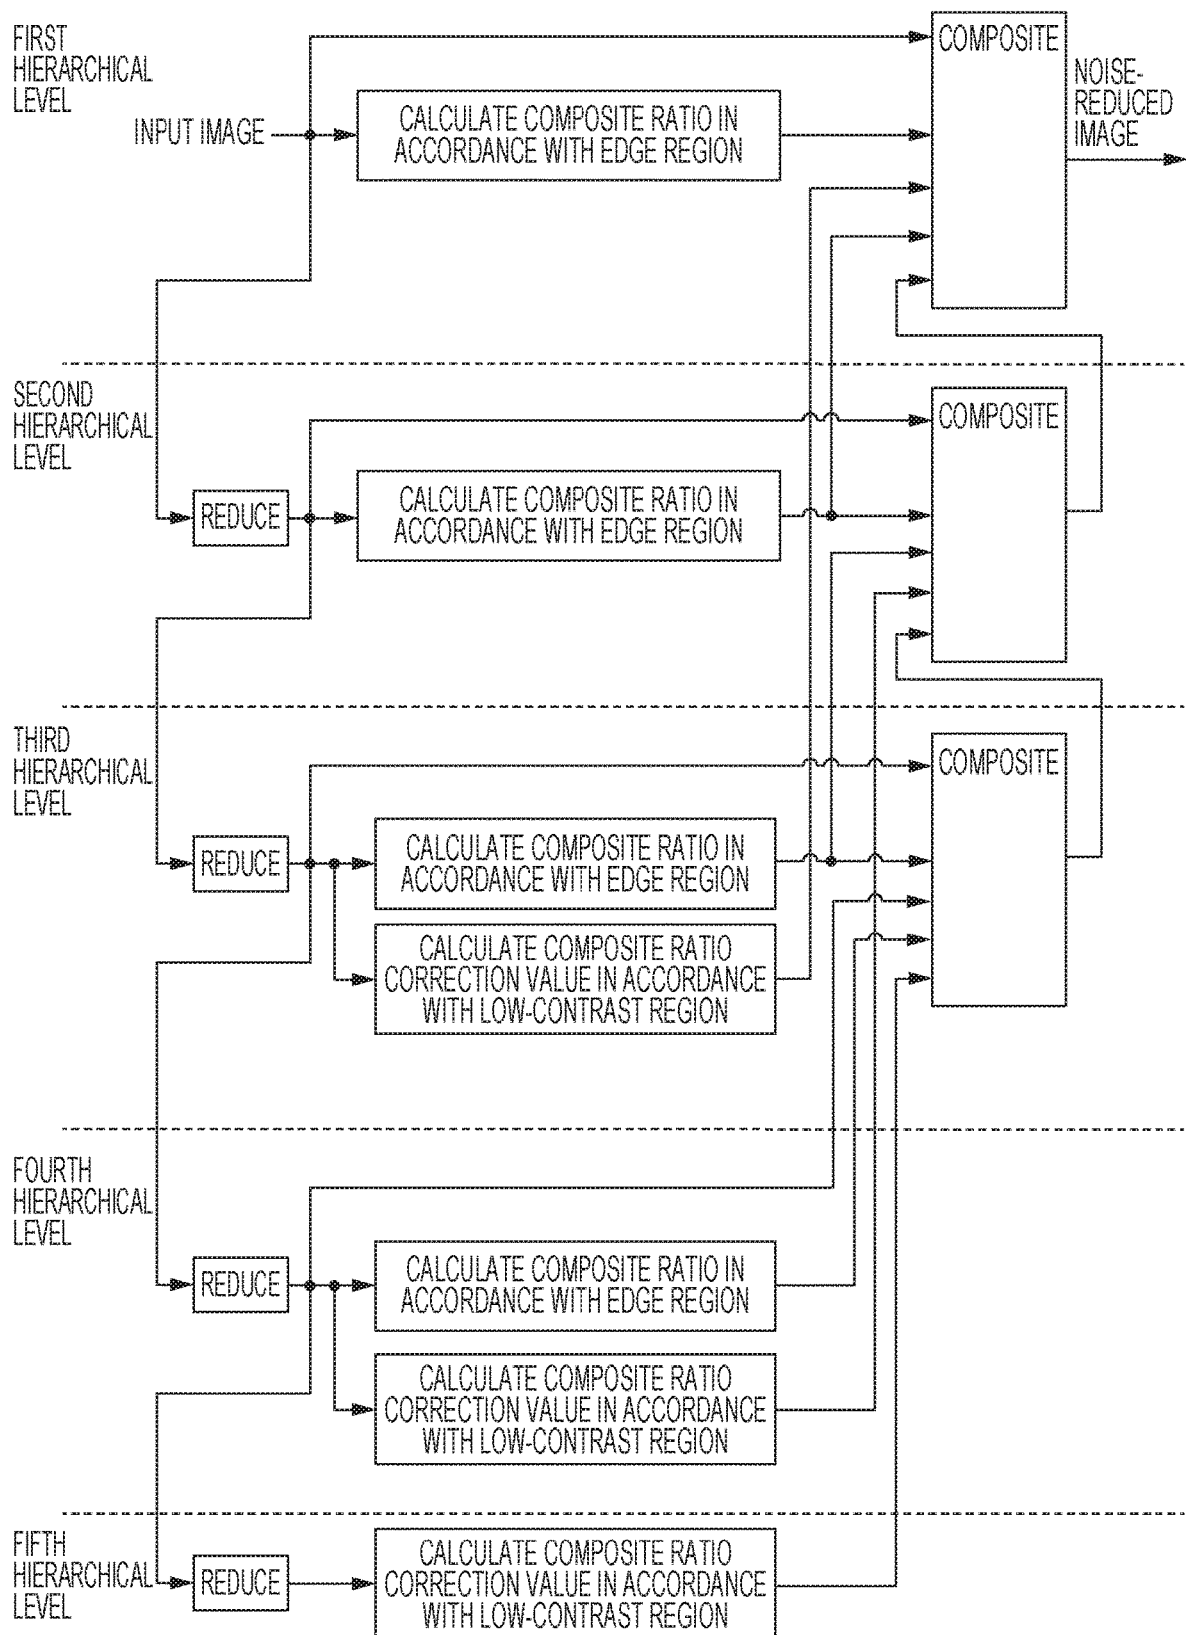 FIRST
HIERARCHICAL
LEVEL
INPUT IMAGE
CALCULATE COMPOSITE RATIO IN
ACCORDANCE WITH EDGE REGION
COMPOSITE
NOISE-
REDUCED
IMAGE
SECOND
HIERARCHICAL
LEVEL
REDUCE
CALCULATE COMPOSITE RATIO IN
ACCORDANCE WITH EDGE REGION
COMPOSITE
THIRD
HIERARCHICAL
LEVEL
REDUCE
CALCULATE COMPOSITE RATIO IN
ACCORDANCE WITH EDGE REGION
CALCULATE COMPOSITE RATIO
CORRECTION VALUE IN ACCORDANCE
WITH LOW-CONTRAST REGION
COMPOSITE
FOURTH
HIERARCHICAL
LEVEL
REDUCE
CALCULATE COMPOSITE RATIO IN
ACCORDANCE WITH EDGE REGION
CALCULATE COMPOSITE RATIO
CORRECTION VALUE IN ACCORDANCE
WITH LOW-CONTRAST REGION
FIFTH
HIERARCHICAL
LEVEL
REDUCE
CALCULATE COMPOSITE RATIO
CORRECTION VALUE IN ACCORDANCE
WITH LOW-CONTRAST REGION